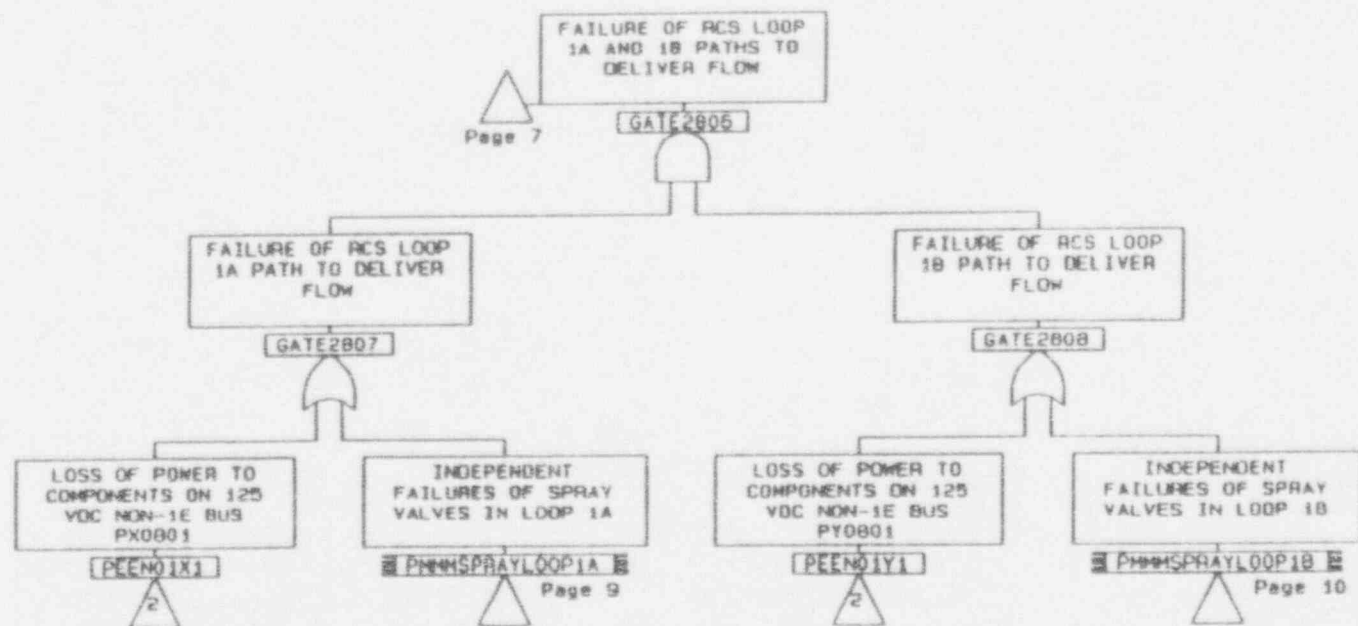 FAILURE OF RCS LOOP
1A AND 1B PATHS TO
DELIVER FLOW
Page 7
GATE2806
FAILURE OF RCS LOOP
1A PATH TO DELIVER
FLOW
GATE2807
FAILURE OF RCS LOOP
1B PATH TO DELIVER
FLOW
GATE2808
LOSS OF POWER TO
COMPONENTS ON 125
VDC NON-1E BUS
PX0801
PEEN01X1
2
INDEPENDENT
FAILURES OF SPRAY
VALVES IN LOOP 1A
PMMMSPRAYLOOP1A
Page 9
LOSS OF POWER TO
COMPONENTS ON 125
VDC NON-1E BUS
PY0801
PEEN01Y1
2
INDEPENDENT
FAILURES OF SPRAY
VALVES IN LOOP 1B
PMMMSPRAYLOOP1B
Page 10